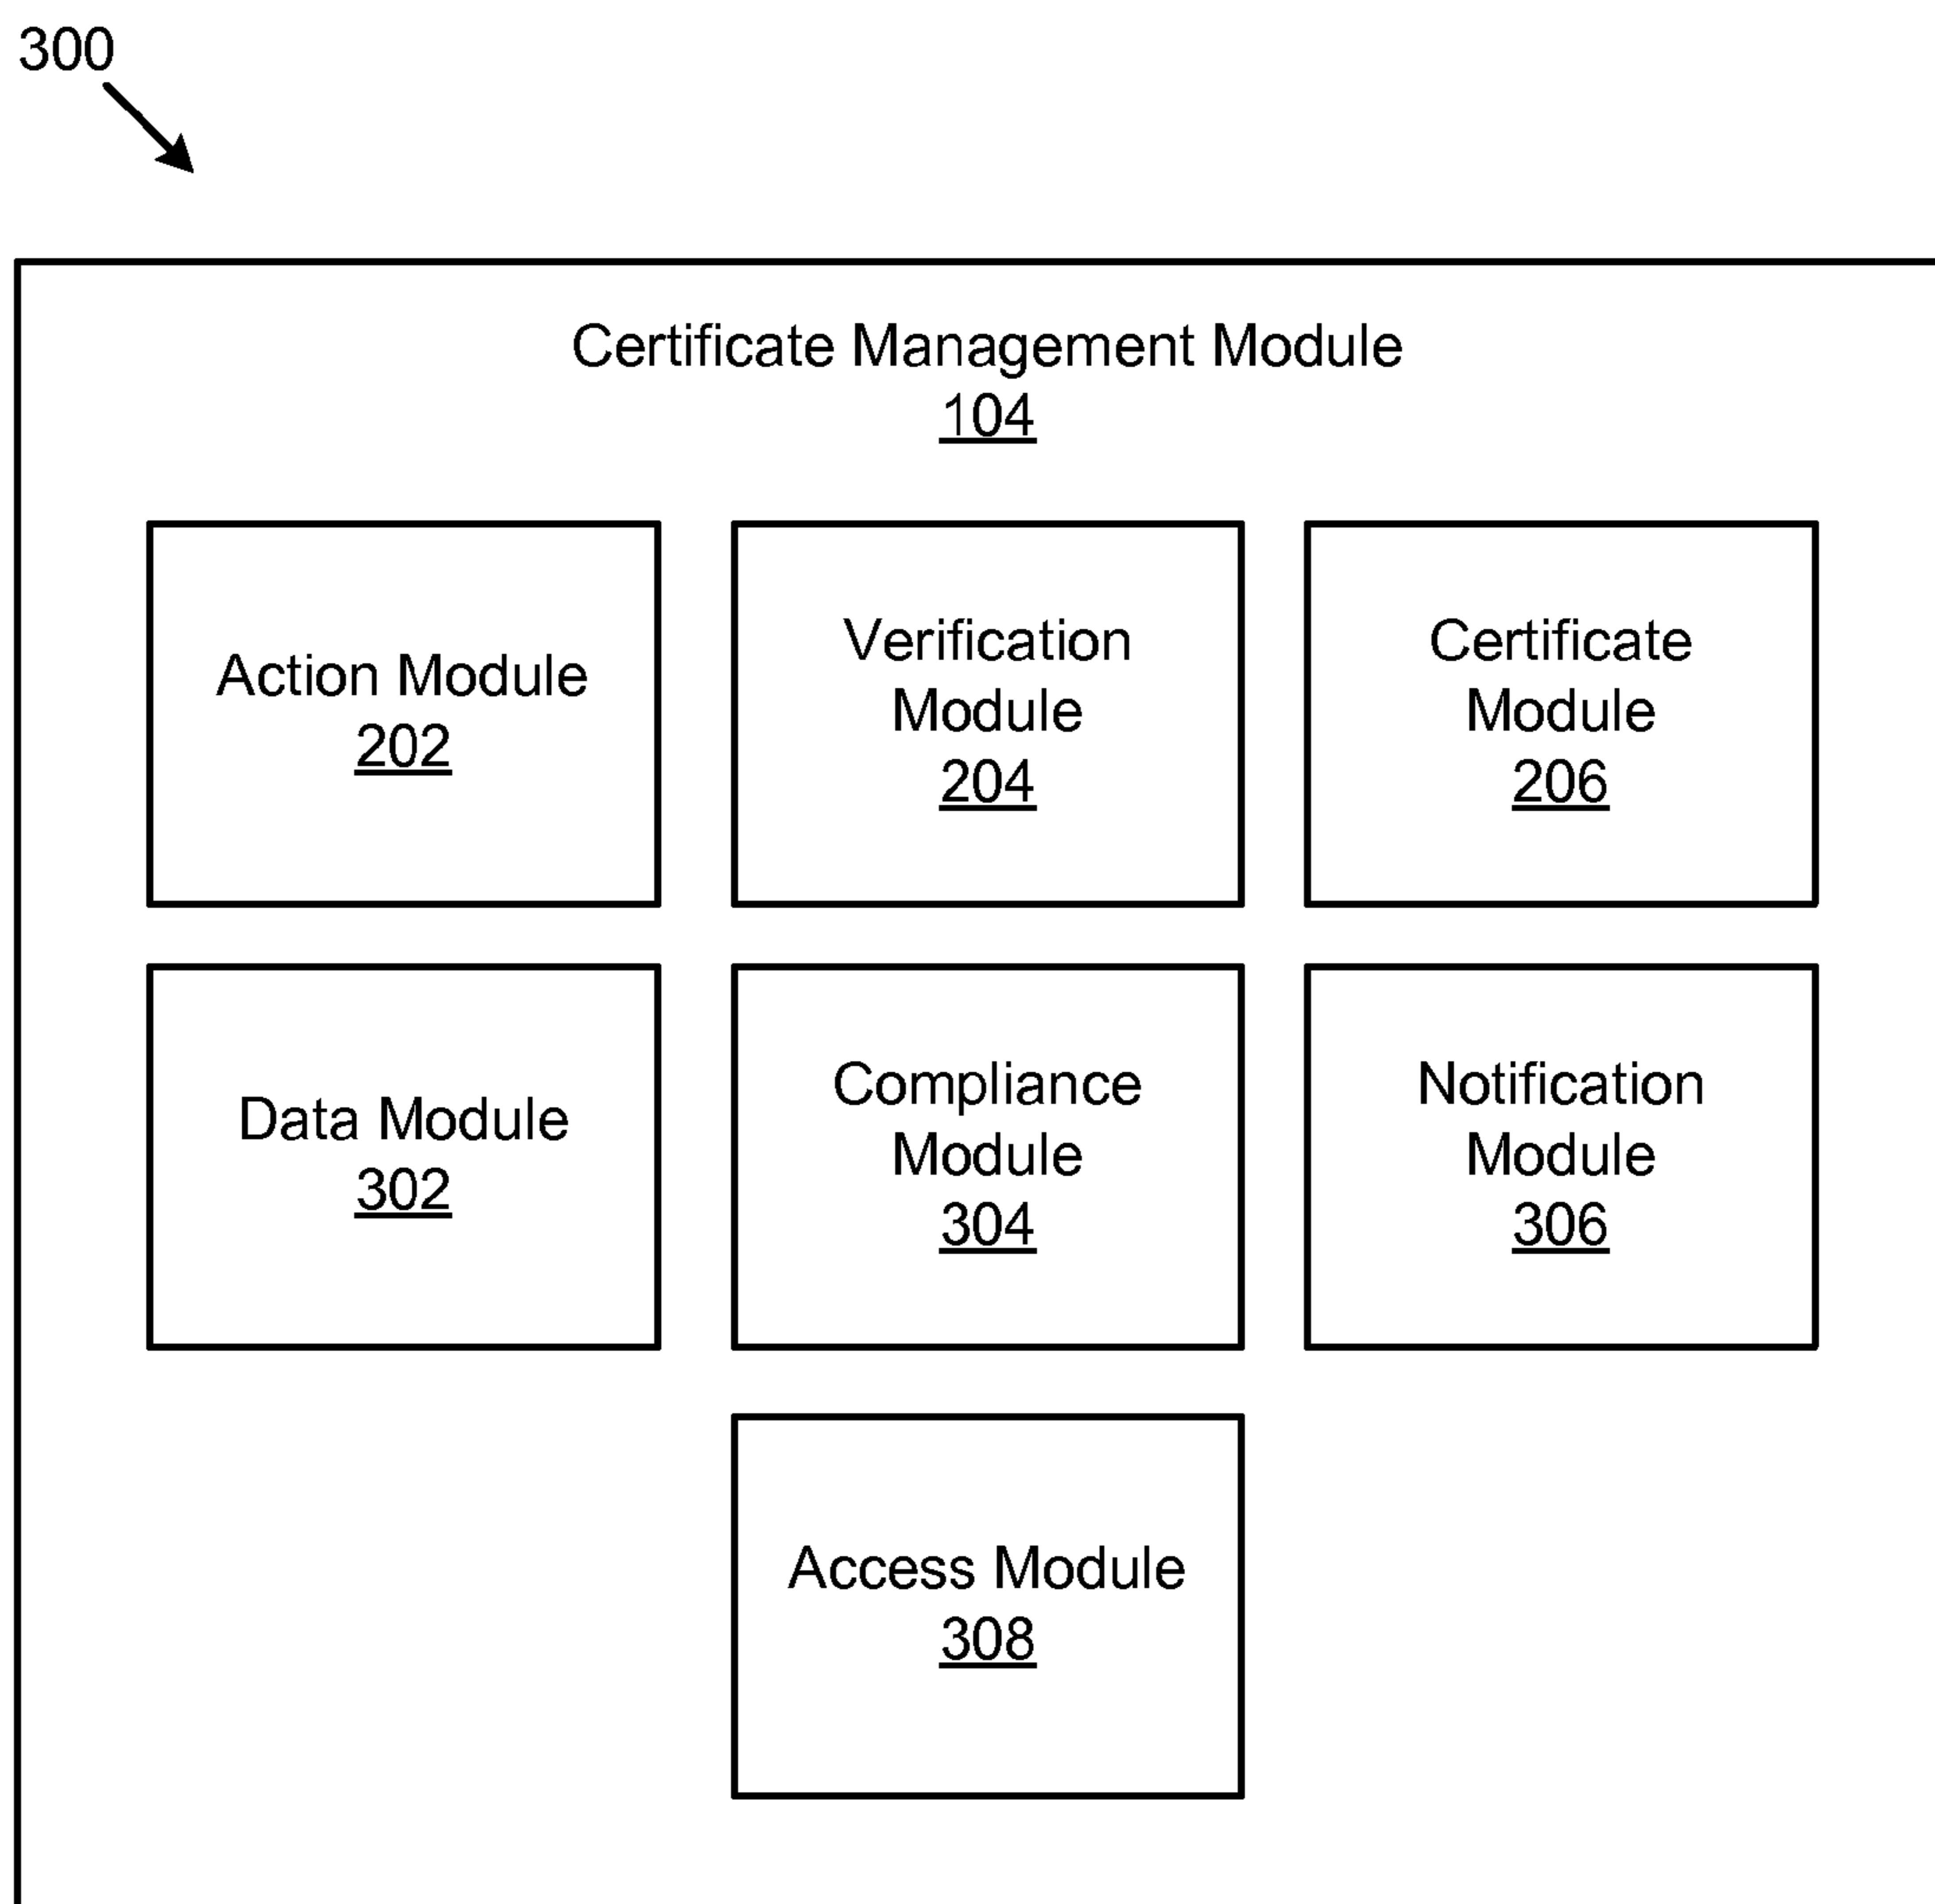 300
Certificate Management Module
104
Action Module
202
Verification
Module
204
Certificate
Module
206
Data Module
302
Compliance
Module
304
Notification
Module
306
Access Module
308